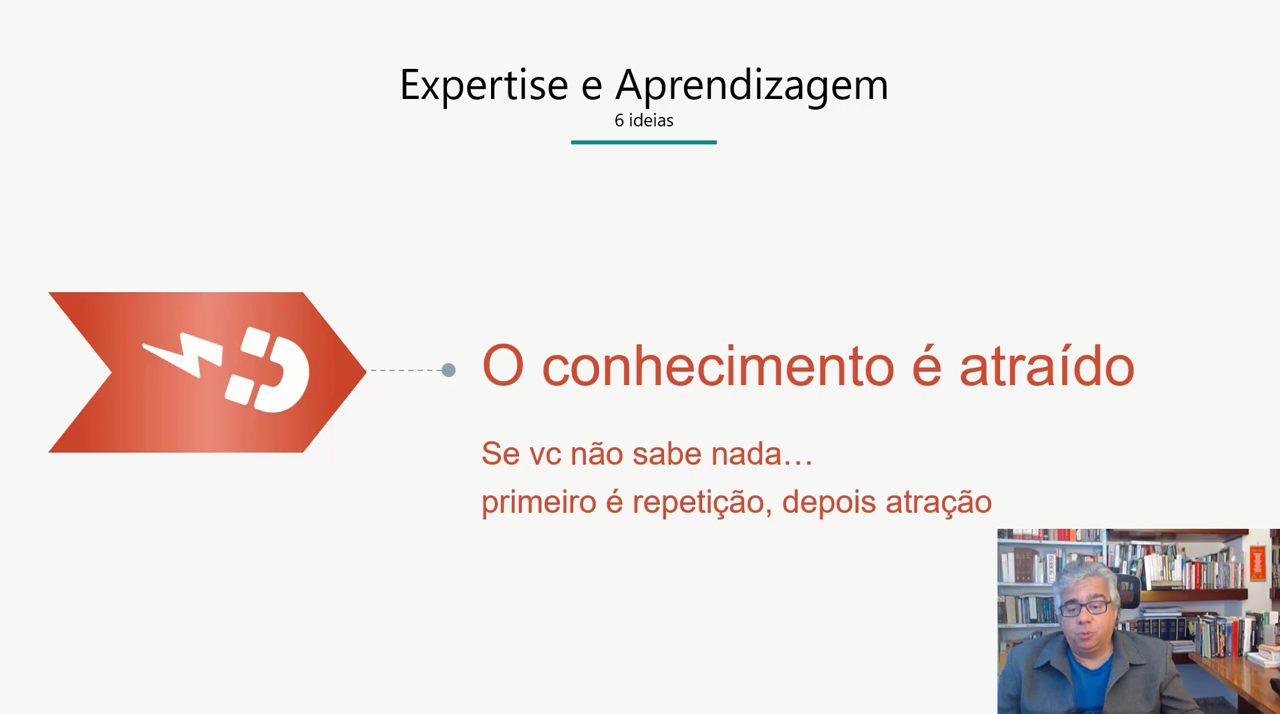 Expertise e Aprendizagem
6 ideias
O conhecimento é atraído
Se vc não sabe nada…
primeiro é repetição, depois atração